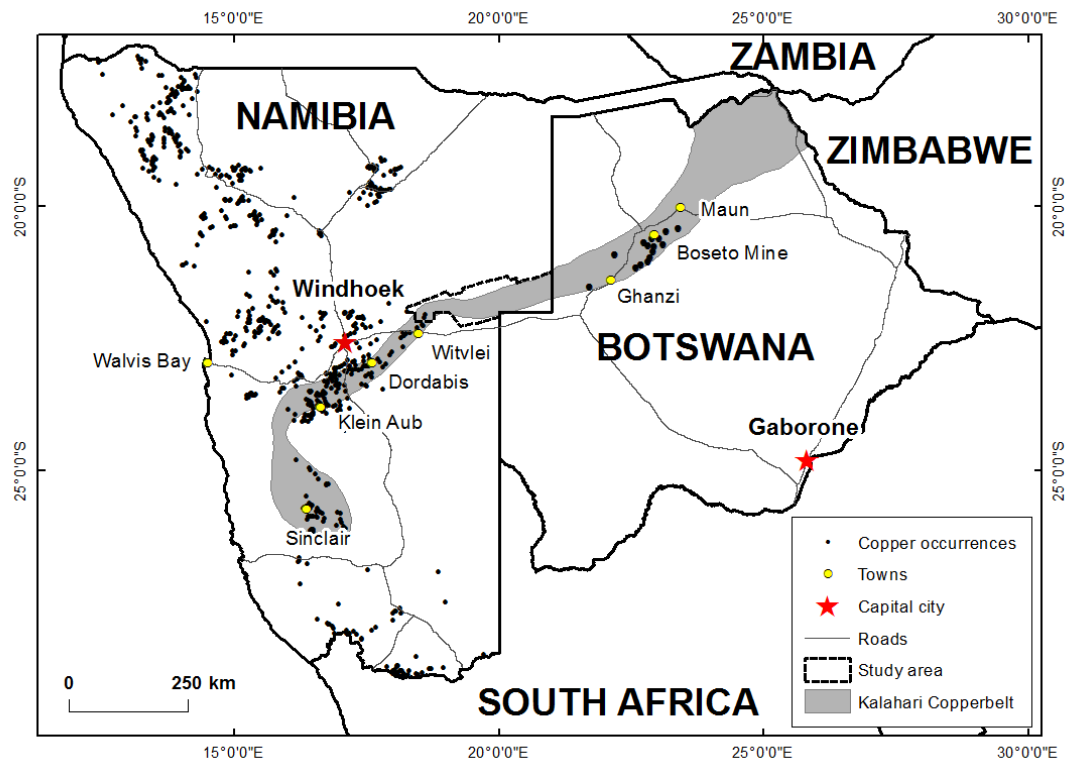 15°0'0"E
20°0'0"E
25°0'0"E
30°0'0"E
ZAMBIA
NAMIBIA
ZIMBABWE
20°0'0"S
20°0'0"S
Maun
Boseto Mine
Ghanzi
Windhoek
Witvlei
BOTSWANA
Walvis Bay
Dordabis
Klein Aub
Gaborone
25°0'0"S
25°0'0"S
Sinclair
Copper occurrences
Towns
Capital city
Roads
Study area
Kalahari Copperbelt
0 250 km
SOUTH AFRICA
15°0'0"E
20°0'0"E
25°0'0"E
30°0'0"E